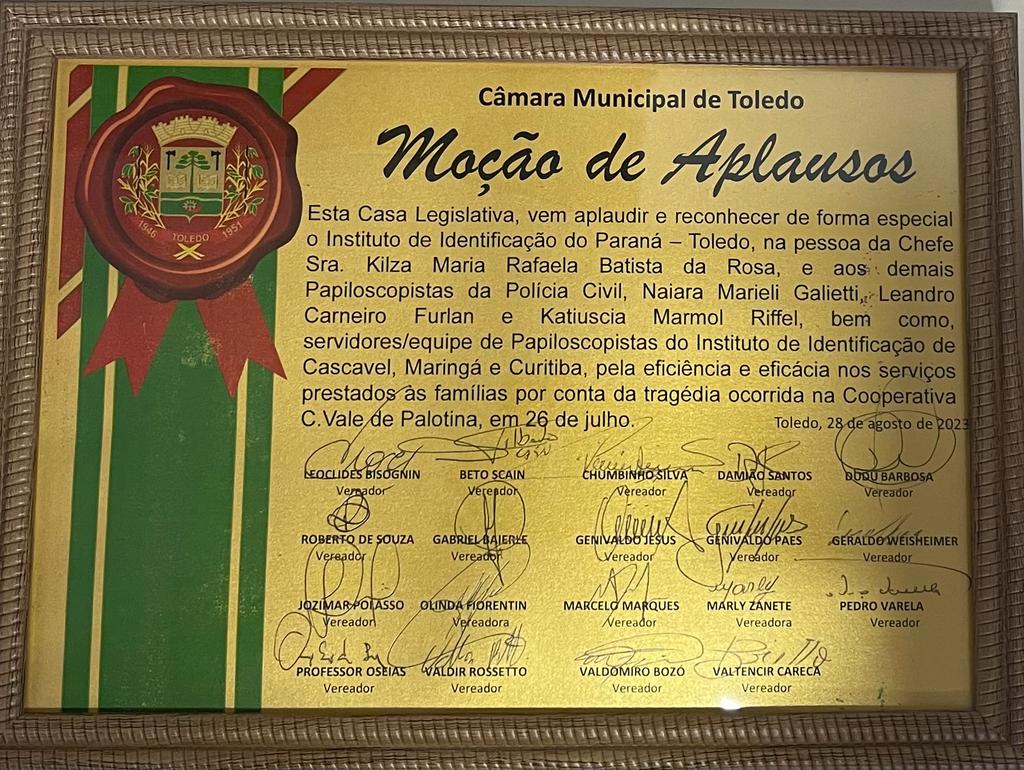 Câmara Municipal de Toledo
Moção de Aplausos
Esta Casa Legislativa, vem aplaudir e reconhecer de forma especial
o Instituto de Identificação do Paraná – Toledo, na pessoa da Chefe
Sra. Kilza Maria Rafaela Batista da Rosa, e aos demais
Papiloscopistas da Polícia Civil, Naiara Marieli Galietti, Leandro
Carneiro Furlan e Katiuscia Marmol Riffel, bem como,
servidores/equipe de Papiloscopistas do Instituto de Identificação de
Cascavel, Maringá e Curitiba, pela eficiência e eficácia nos serviços
prestados às famílias por conta da tragédia ocorrida na Cooperativa
C.Vale de Palotina, em 26 de julho.
Toledo, 28 de agosto de 2023
LEOCLIDES BISOGNIN BETO SCAIN CHUMBINHO SILVA DAMIÃO SANTOS DUDU BARBOSA
Vereador Vereador Vereador Vereador Vereador
ROBERTO DE SOUZA GABRIEL BAIERLE GENIVALDO JESUS GENIVALDO PAES GERALDO WEISHEIMER
Vereador Vereador Vereador Vereador Vereador
JOZIMAR POLASSO OLINDA FIORENTIN MARCELO MARQUES MARLY ZANETE PEDRO VARELA
Vereador Vereadora Vereador Vereadora Vereador
PROFESSOR OSEIAS VALDIR ROSSETTO VALDOMIRO BOZÓ VALTENCIR CARECA
Vereador Vereador Vereador Vereador
1946 TOLEDO 1951